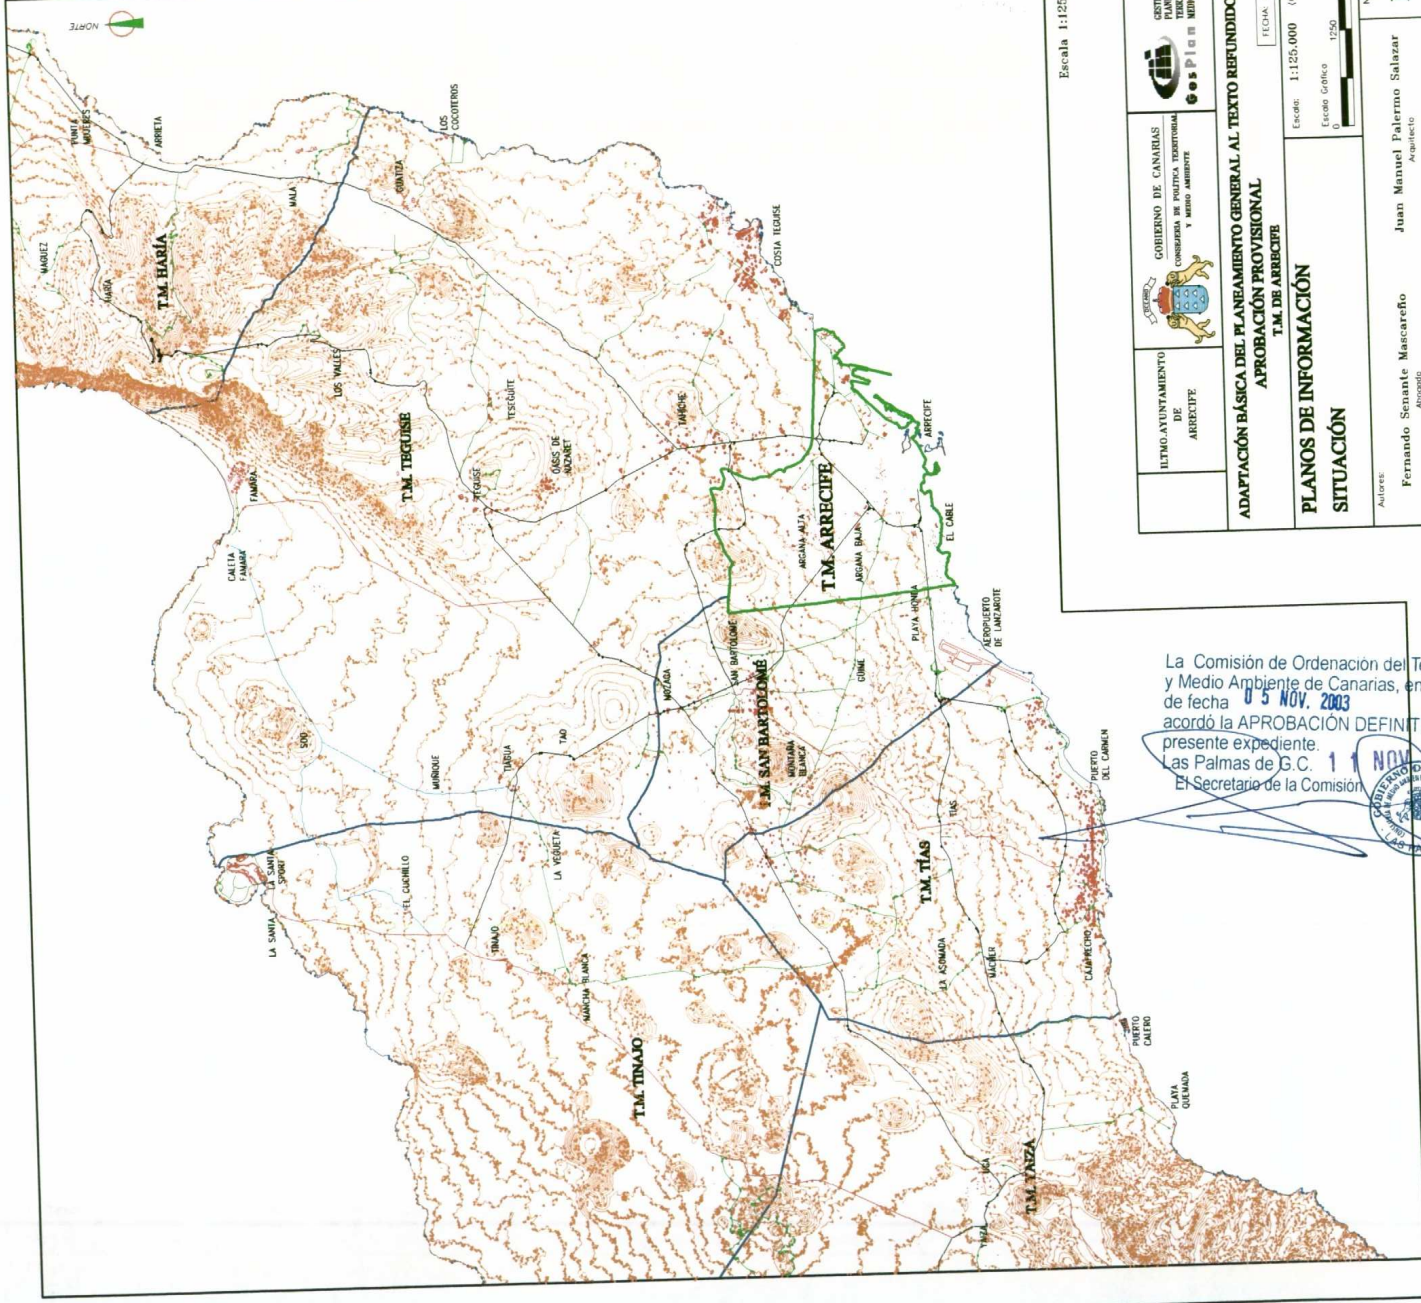 NORTE
PUNTA
MUJERES
ARRIETA
MAGUEZ
HARÍA
T.M. HARÍA
MALA
GUATIZA
LOS
COCOTEROS
LOS VALLES
T.M. TEGUISE
TESEGUITE
TEGUISE
OASIS DE
NAZARET
TAHICHE
COSTA TEGUISE
FAMARA
CALETA
FAMARA
SOO
MUÑIQUE
TIAGUA
TAO
MOZAGA
SAN BARTOLOME
T.M. SAN BARTOLOMÉ
MONTAÑA
BLANCA
GÜIME
ARGANA ALTA
T.M. ARRECIFE
ARGANA BAJA
ARRECIFE
EL CABLE
PLAYA HONDA
AEROPUERTO
DE LANZAROTE
LA SANTA
SPORT
LA SANTA
EL CUCHILLO
LA VEGUETA
TINAJO
MANCHA BLANCA
T.M. TINAJO
TIAS
T.M. TÍAS
PUERTO
DEL CARMEN
LA ASOMADA
MACHER
PUERTO
CALERO
PLAYA
QUEMADA
UGA
T.M. YAIZA
YAIZA
Escala 1:125
ILTMO. AYUNTAMIENTO
DE
ARRECIFE
GOBIERNO DE CANARIAS
CONSEJERIA DE POLITICA TERRITORIAL
Y MEDIO AMBIENTE
GesPlan
ADAPTACIÓN BÁSICA DEL PLANEAMIENTO GENERAL AL TEXTO REFUNDIDO
APROBACIÓN PROVISIONAL
T.M. DE ARRECIFE
FECHA:
PLANOS DE INFORMACIÓN
SITUACIÓN
Escala: 1:125.000
Escala Gráfica
0 1250
Autores:
Fernando Senante Mascareño
Abogado
Juan Manuel Palermo Salazar
Arquitecto
La Comisión de Ordenación del Te
y Medio Ambiente de Canarias, en
de fecha 05 NOV. 2003
acordó la APROBACIÓN DEFINIT
presente expediente.
Las Palmas de G.C. 11 NOV
El Secretario de la Comisión